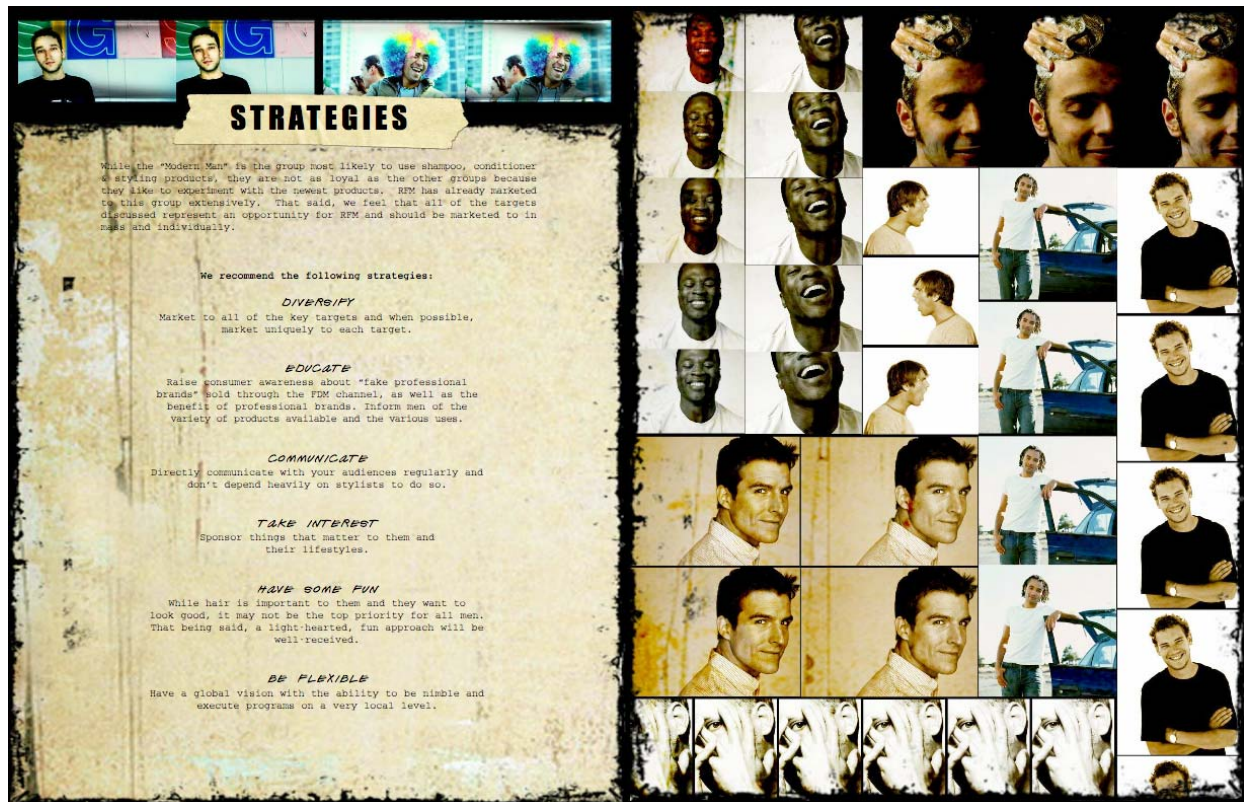 STRATEGIES
While the "Modern Man" is the group most likely to use shampoo, conditioner
& styling products, they are not as loyal as the other groups because
they like to experiment with the newest products. RFM has already marketed
to this group extensively. That said, we feel that all of the targets
discussed represent an opportunity for RFM and should be marketed to in
mass and individually.
We recommend the following strategies:
DIVERSIFY
Market to all of the key targets and when possible,
market uniquely to each target.
EDUCATE
Raise consumer awareness about "fake professional
brands" sold through the FDM channel, as well as the
benefit of professional brands. Inform men of the
variety of products available and the various uses.
COMMUNICATE
Directly communicate with your audiences regularly and
don't depend heavily on stylists to do so.
TAKE INTEREST
Sponsor things that matter to them and
their lifestyles.
HAVE SOME FUN
While hair is important to them and they want to
look good, it may not be the top priority for all men.
That being said, a light-hearted, fun approach will be
well-received.
BE FLEXIBLE
Have a global vision with the ability to be nimble and
execute programs on a very local level.